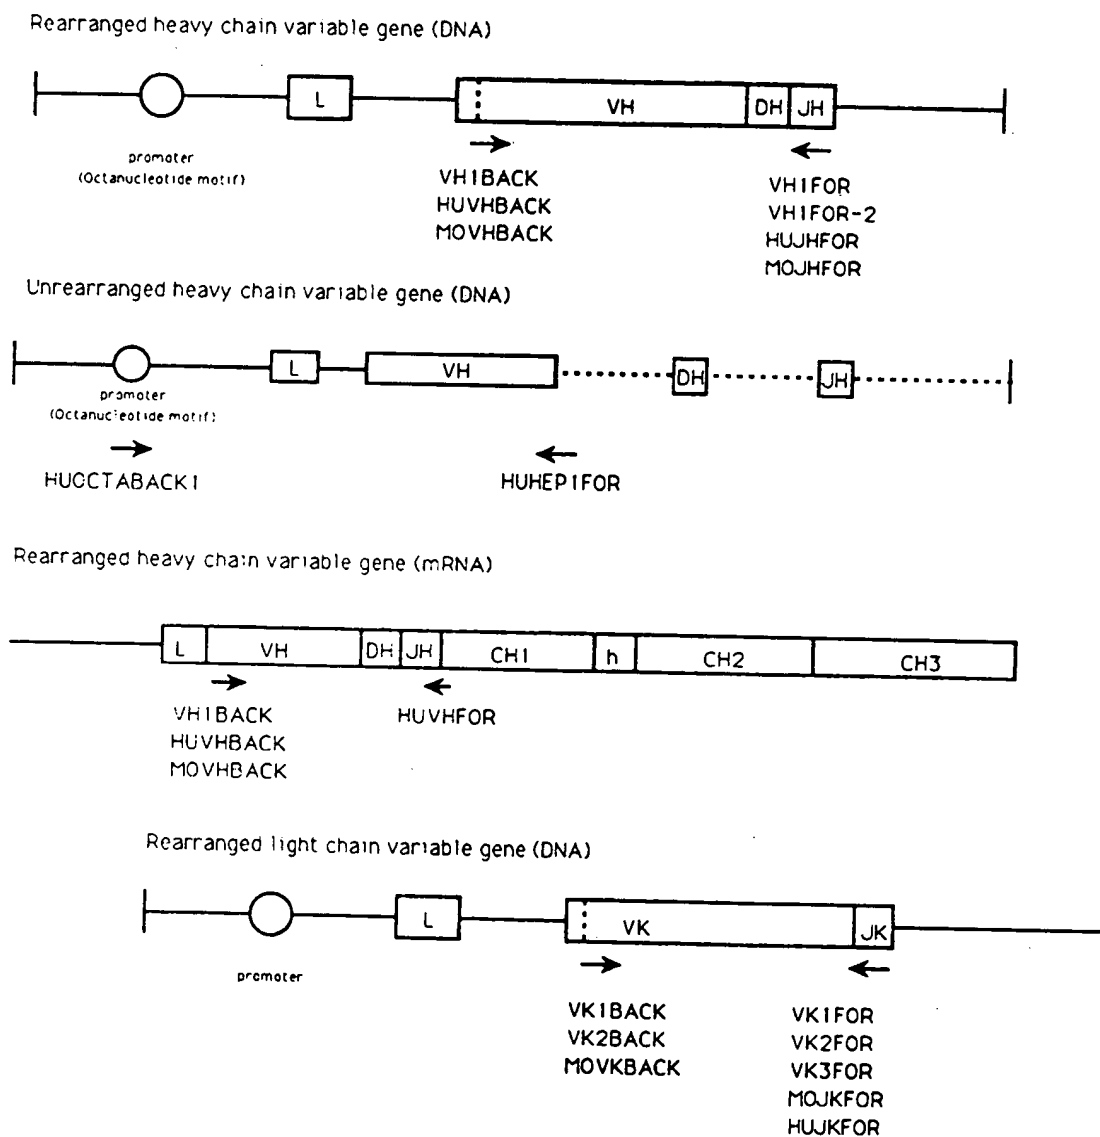 Rearranged heavy chain variable gene (DNA)
L
VH
DH
JH
promoter
(Octanucleotide motif)
VH1BACK
HUVHBACK
MOVHBACK
VH1FOR
VH1FOR-2
HUJHFOR
MOJHFOR
Unrearranged heavy chain variable gene (DNA)
L
VH
DH
JH
promoter
(Octanucleotide motif)
HUOCTABACK1
HUHEP1FOR
Rearranged heavy chain variable gene (mRNA)
L
VH
DH
JH
CH1
h
CH2
CH3
VH1BACK
HUVHBACK
MOVHBACK
HUVHFOR
Rearranged light chain variable gene (DNA)
L
VK
JK
promoter
VK1BACK
VK2BACK
MOVKBACK
VK1FOR
VK2FOR
VK3FOR
MOJKFOR
HUJKFOR